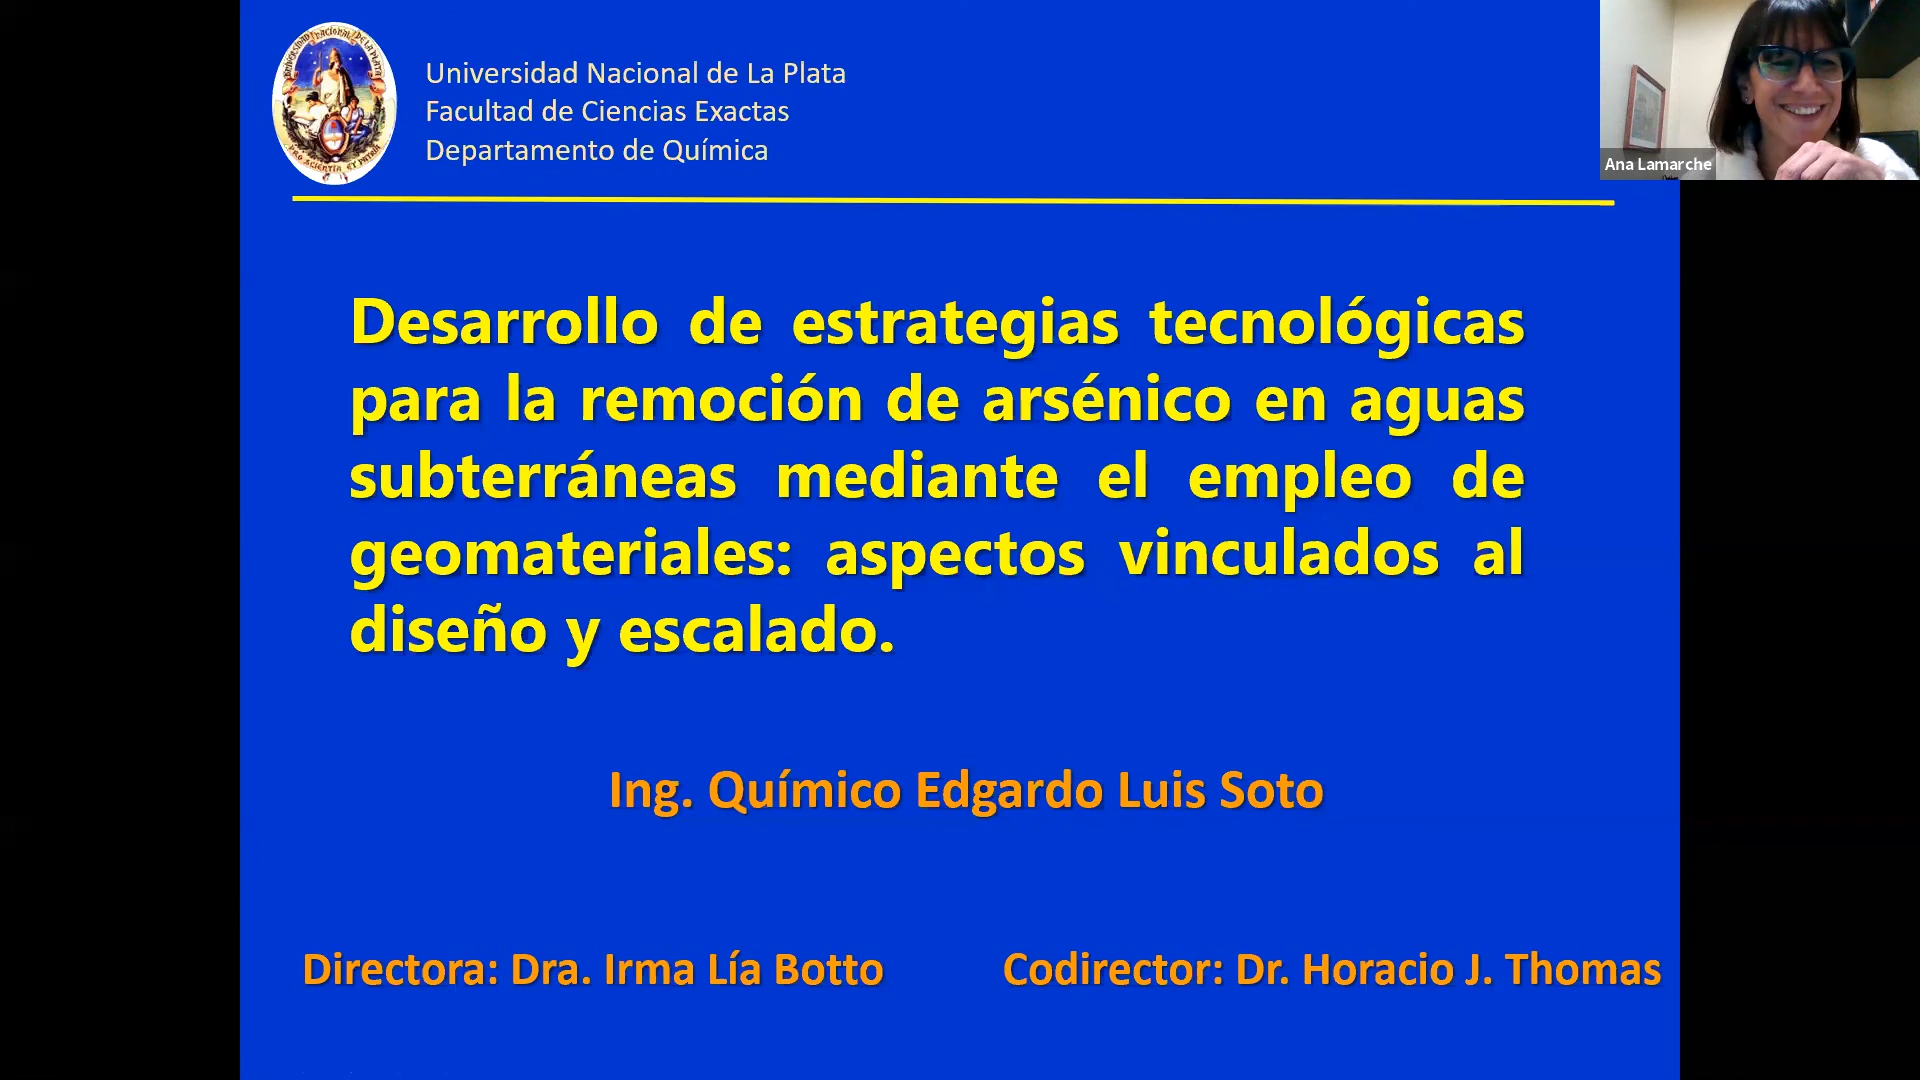 Universidad Nacional de La Plata
Facultad de Ciencias Exactas
Departamento de Química
Ana Lamarche
Desarrollo de estrategias tecnológicas
para la remoción de arsénico en aguas
subterráneas mediante el empleo de
geomateriales: aspectos vinculados al
diseño y escalado.
Ing. Químico Edgardo Luis Soto
Directora: Dra. Irma Lía Botto
Codirector: Dr. Horacio J. Thomas